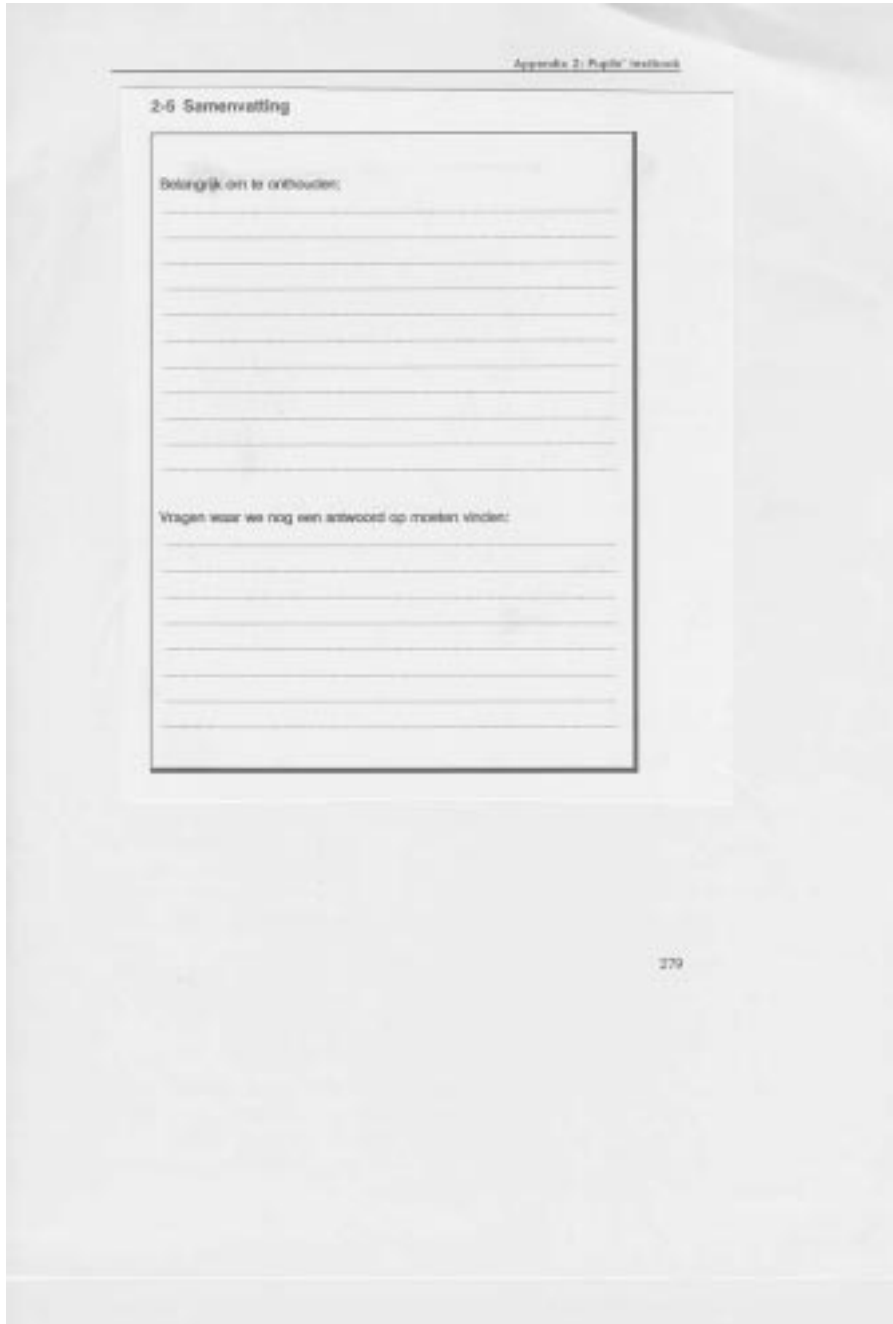 Appendix 2: Pupils' textbook
2-5 Samenvatting
Belangrijk om te onthouden:
Vragen waar we nog een antwoord op moeten vinden:
279